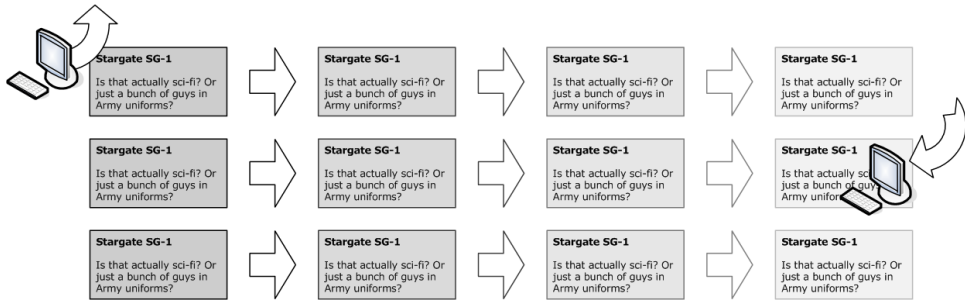 Stargate SG-1
Is that actually sci-fi? Or
just a bunch of guys in
Army uniforms?
Stargate SG-1
Is that actually sci-fi? Or
just a bunch of guys in
Army uniforms?
Stargate SG-1
Is that actually sci-fi? Or
just a bunch of guys in
Army uniforms?
Stargate SG-1
Is that actually sci-fi? Or
just a bunch of guys in
Army uniforms?
Stargate SG-1
Is that actually sci-fi? Or
just a bunch of guys in
Army uniforms?
Stargate SG-1
Is that actually sci-fi? Or
just a bunch of guys in
Army uniforms?
Stargate SG-1
Is that actually sci-fi? Or
just a bunch of guys in
Army uniforms?
Stargate SG-1
Is that actually
just a bunch of
Army
Stargate SG-1
Is that actually sci-fi? Or
just a bunch of guys in
Army uniforms?
Stargate SG-1
Is that actually sci-fi? Or
just a bunch of guys in
Army uniforms?
Stargate SG-1
Is that actually sci-fi? Or
just a bunch of guys in
Army uniforms?
Stargate SG-1
Is that actually sci-fi? Or
just a bunch of guys in
Army uniforms?